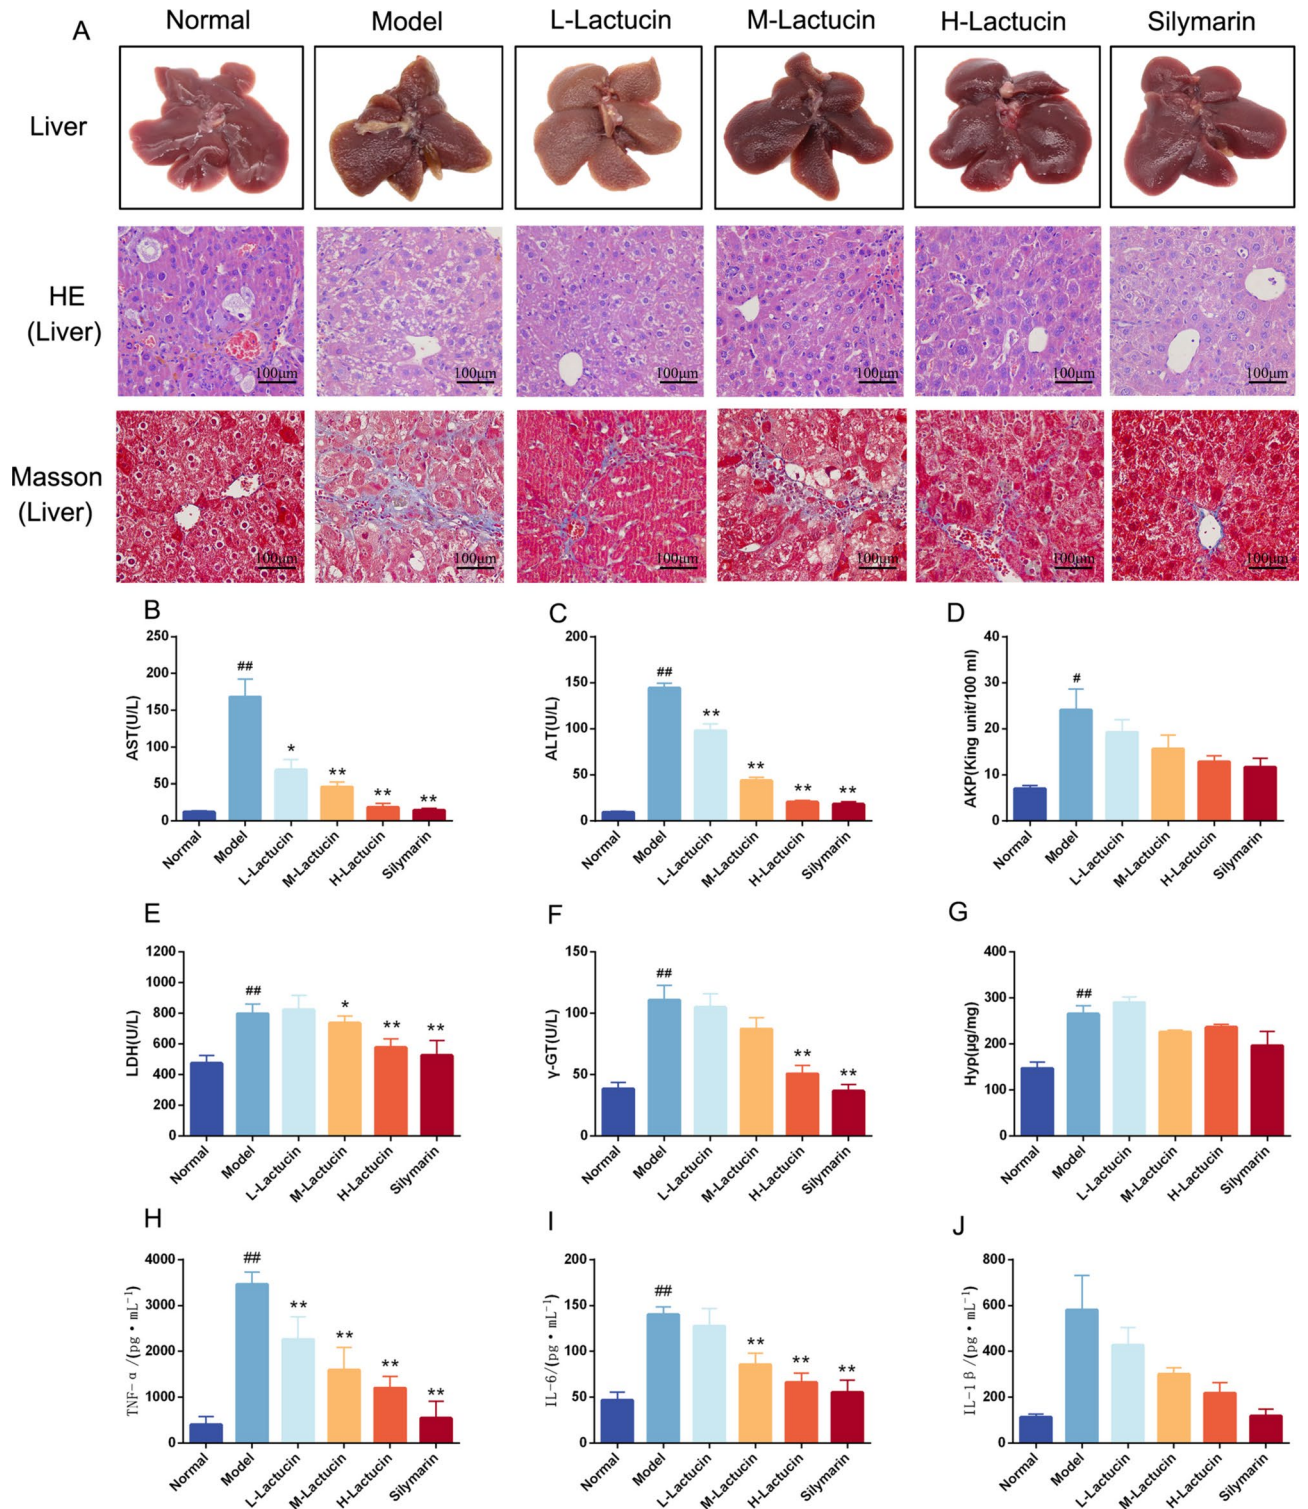 A
Normal
Model
L-Lactucin
M-Lactucin
H-Lactucin
Silymarin
Liver
HE
(Liver)
100μm
100μm
100μm
100μm
100μm
100μm
Masson
(Liver)
100μm
100μm
100μm
100μm
100μm
100μm
B
AST(U/L)
250
200
150
100
50
0
##
*
**
**
**
Normal
Model
L-Lactucin
M-Lactucin
H-Lactucin
Silymarin
C
ALT(U/L)
200
150
100
50
0
##
**
**
**
**
Normal
Model
L-Lactucin
M-Lactucin
H-Lactucin
Silymarin
D
AKP(King unit/100 ml)
40
30
20
10
0
#
Normal
Model
L-Lactucin
M-Lactucin
H-Lactucin
Silymarin
E
LDH(U/L)
1200
1000
800
600
400
200
0
##
*
**
**
Normal
Model
L-Lactucin
M-Lactucin
H-Lactucin
Silymarin
F
γ-GT(U/L)
150
100
50
0
##
**
**
Normal
Model
L-Lactucin
M-Lactucin
H-Lactucin
Silymarin
G
Hyp(μg/mg)
400
300
200
100
0
##
Normal
Model
L-Lactucin
M-Lactucin
H-Lactucin
Silymarin
H
TNF-α/(pg•mL⁻¹)
4000
3000
2000
1000
0
##
**
**
**
**
Normal
Model
L-Lactucin
M-Lactucin
H-Lactucin
Silymarin
I
IL-6/(pg•mL⁻¹)
200
150
100
50
0
##
**
**
**
Normal
Model
L-Lactucin
M-Lactucin
H-Lactucin
Silymarin
J
IL-1β/(pg•mL⁻¹)
800
600
400
200
0
Normal
Model
L-Lactucin
M-Lactucin
H-Lactucin
Silymarin